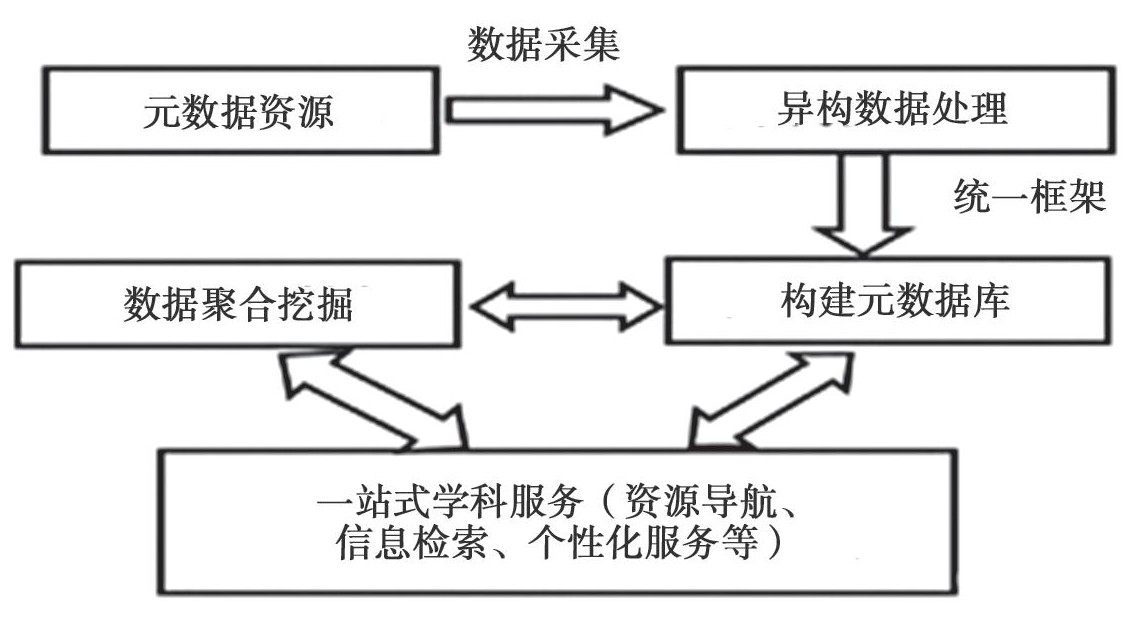 数据采集
元数据资源
异构数据处理
统一框架
数据聚合挖掘
构建元数据库
一站式学科服务（资源导航、
信息检索、个性化服务等）